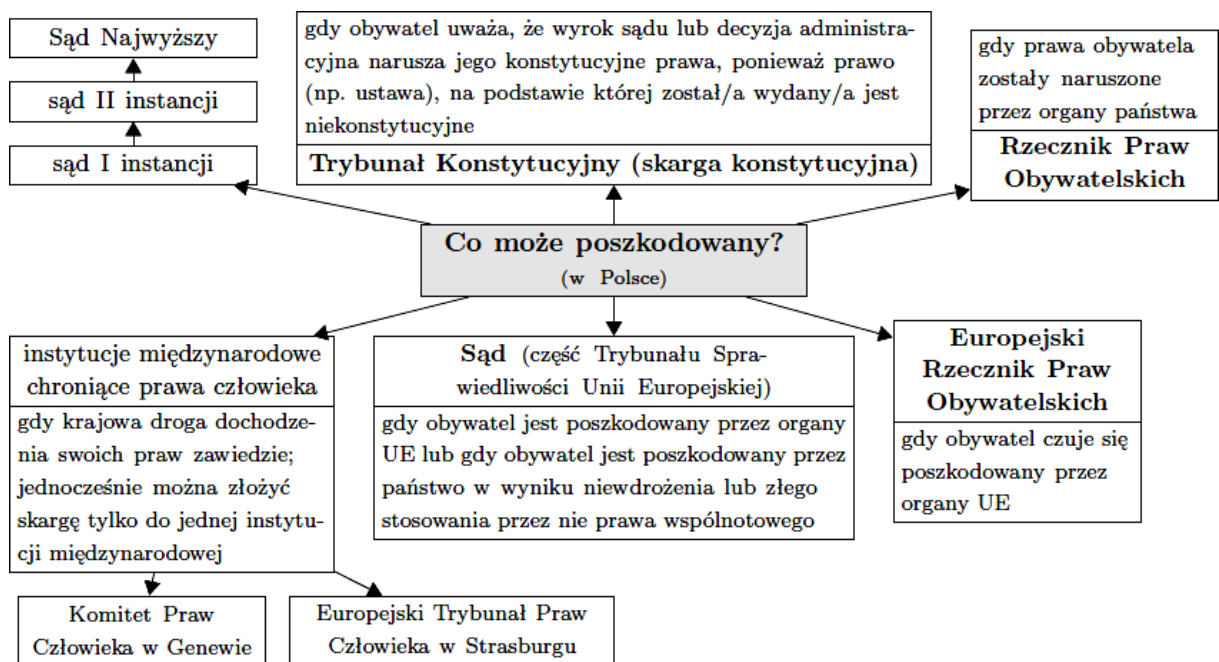 Sąd Najwyższy
sąd II instancji
sąd I instancji
gdy obywatel uważa, że wyrok sądu lub decyzja administra-
cyjna narusza jego konstytucyjne prawa, ponieważ prawo
(np. ustawa), na podstawie której został/a wydany/a jest
niekonstytucyjne
Trybunał Konstytucyjny (skarga konstytucyjna)
gdy prawa obywatela
zostały naruszone
przez organy państwa
Rzecznik Praw
Obywatelskich
Co może poszkodowany?
(w Polsce)
instytucje międzynarodowe
chroniące prawa człowieka
gdy krajowa droga dochodze-
nia swoich praw zawiedzie;
jednocześnie można złożyć
skargę tylko do jednej instytu-
cji międzynarodowej
Sąd (część Trybunału Spra-
wiedliwości Unii Europejskiej)
gdy obywatel jest poszkodowany przez organy
UE lub gdy obywatel jest poszkodowany przez
państwo w wyniku niewdrożenia lub złego
stosowania przez nie prawa wspólnotowego
Europejski
Rzecznik Praw
Obywatelskich
gdy obywatel czuje się
poszkodowany przez
organy UE
Komitet Praw
Człowieka w Genewie
Europejski Trybunał Praw
Człowieka w Strasburgu